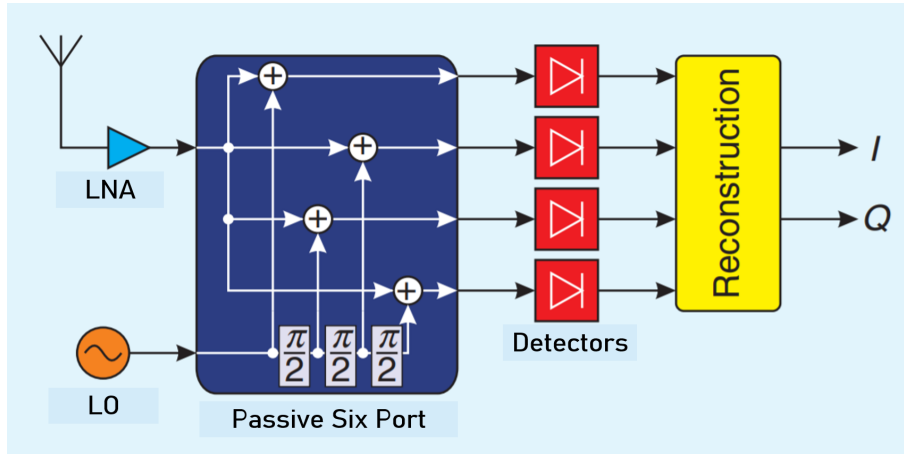 LNA
LO
+
+
+
+
π
2
π
2
π
2
Passive Six Port
Detectors
Reconstruction
I
Q